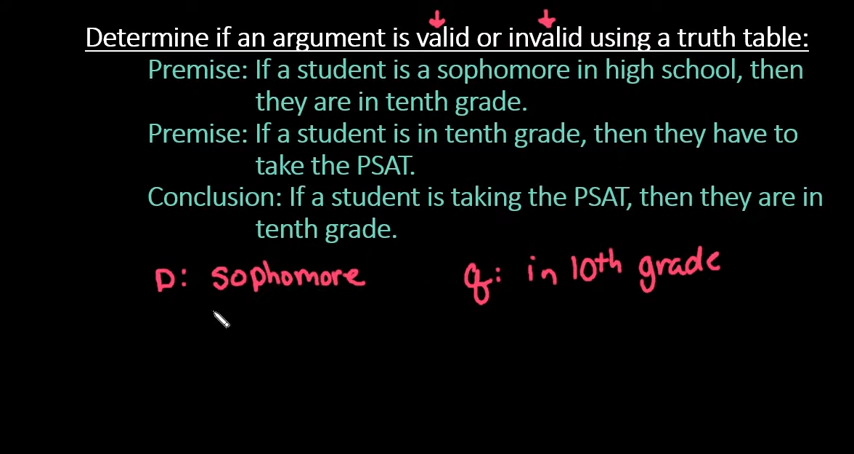 Determine if an argument is valid or invalid using a truth table:
Premise: If a student is a sophomore in high school, then
they are in tenth grade.
Premise: If a student is in tenth grade, then they have to
take the PSAT.
Conclusion: If a student is taking the PSAT, then they are in
tenth grade.
p: sophomore q: in 10th grade